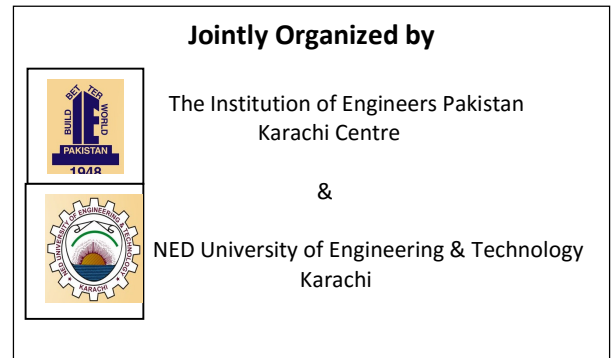 Jointly Organized by
BUILD BETTER WORLD
IE
PAKISTAN
1948
The Institution of Engineers Pakistan
Karachi Centre
&
NED UNIVERSITY OF ENGINEERING & TECHNOLOGY
KARACHI
NED University of Engineering & Technology
Karachi